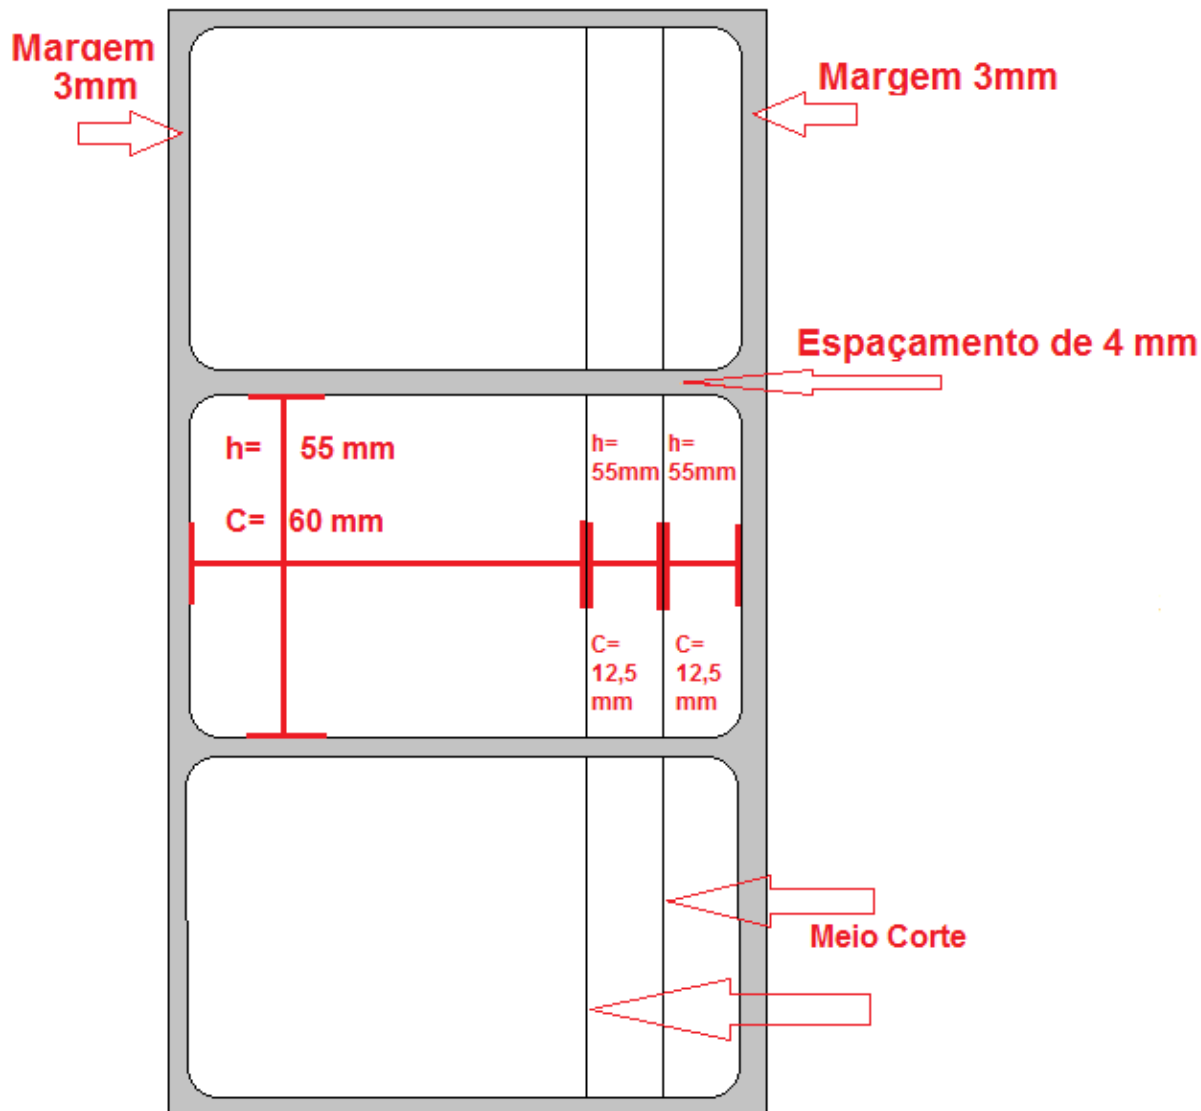 Margem
3mm
Margem 3mm
Espaçamento de 4 mm
h= 55 mm
C= 60 mm
h=
55mm
h=
55mm
C=
12,5
mm
C=
12,5
mm
Meio Corte